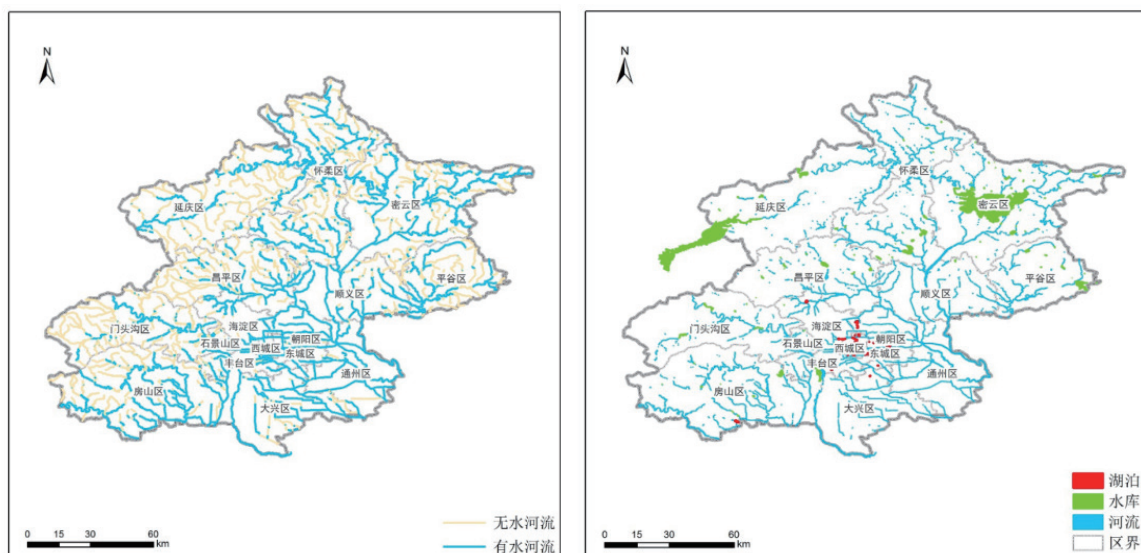 N
怀柔区
延庆区
密云区
昌平区
平谷区
顺义区
门头沟区
海淀区
石景山区
朝阳区
西城区
东城区
丰台区
通州区
房山区
大兴区
无水河流
有水河流
0 15 30 60
km
N
怀柔区
延庆区
密云区
昌平区
平谷区
顺义区
门头沟区
海淀区
石景山区
朝阳区
西城区
东城区
丰台区
通州区
房山区
大兴区
湖泊
水库
河流
区界
0 15 30 60
km